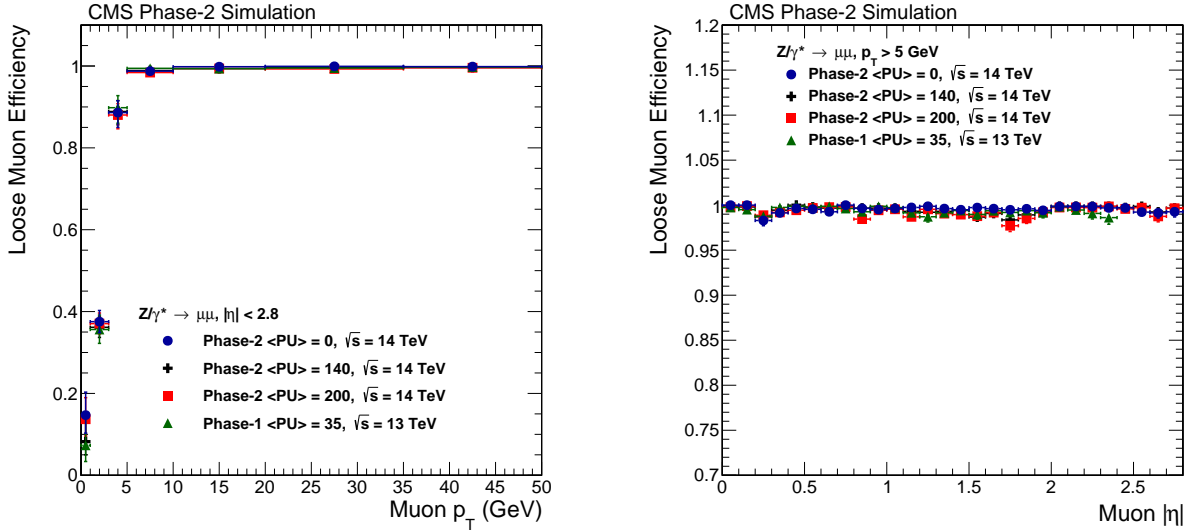 CMS Phase-2 Simulation
Loose Muon Efficiency
1
0.8
0.6
0.4
0.2
0
Z/γ* → μμ, |η| < 2.8
Phase-2 <PU> = 0, √s = 14 TeV
Phase-2 <PU> = 140, √s = 14 TeV
Phase-2 <PU> = 200, √s = 14 TeV
Phase-1 <PU> = 35, √s = 13 TeV
0 5 10 15 20 25 30 35 40 45 50
Muon p_T (GeV)
CMS Phase-2 Simulation
Loose Muon Efficiency
1.2
1.15
1.1
1.05
1
0.95
0.9
0.85
0.8
0.75
0.7
Z/γ* → μμ, p_T > 5 GeV
Phase-2 <PU> = 0, √s = 14 TeV
Phase-2 <PU> = 140, √s = 14 TeV
Phase-2 <PU> = 200, √s = 14 TeV
Phase-1 <PU> = 35, √s = 13 TeV
0 0.5 1 1.5 2 2.5
Muon |η|